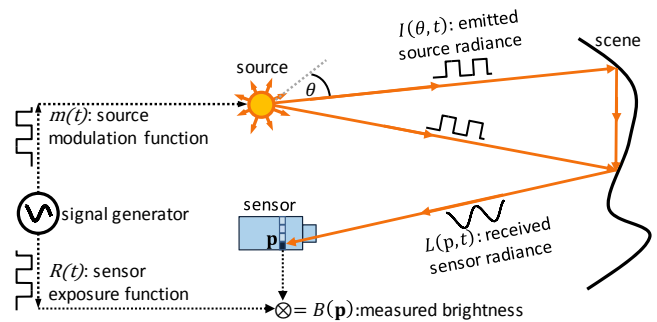 I(θ,t): emitted
source radiance
scene
source
θ
m(t): source
modulation function
signal generator
sensor
p
L(p,t): received
sensor radiance
R(t): sensor
exposure function
⊗= B(p):measured brightness